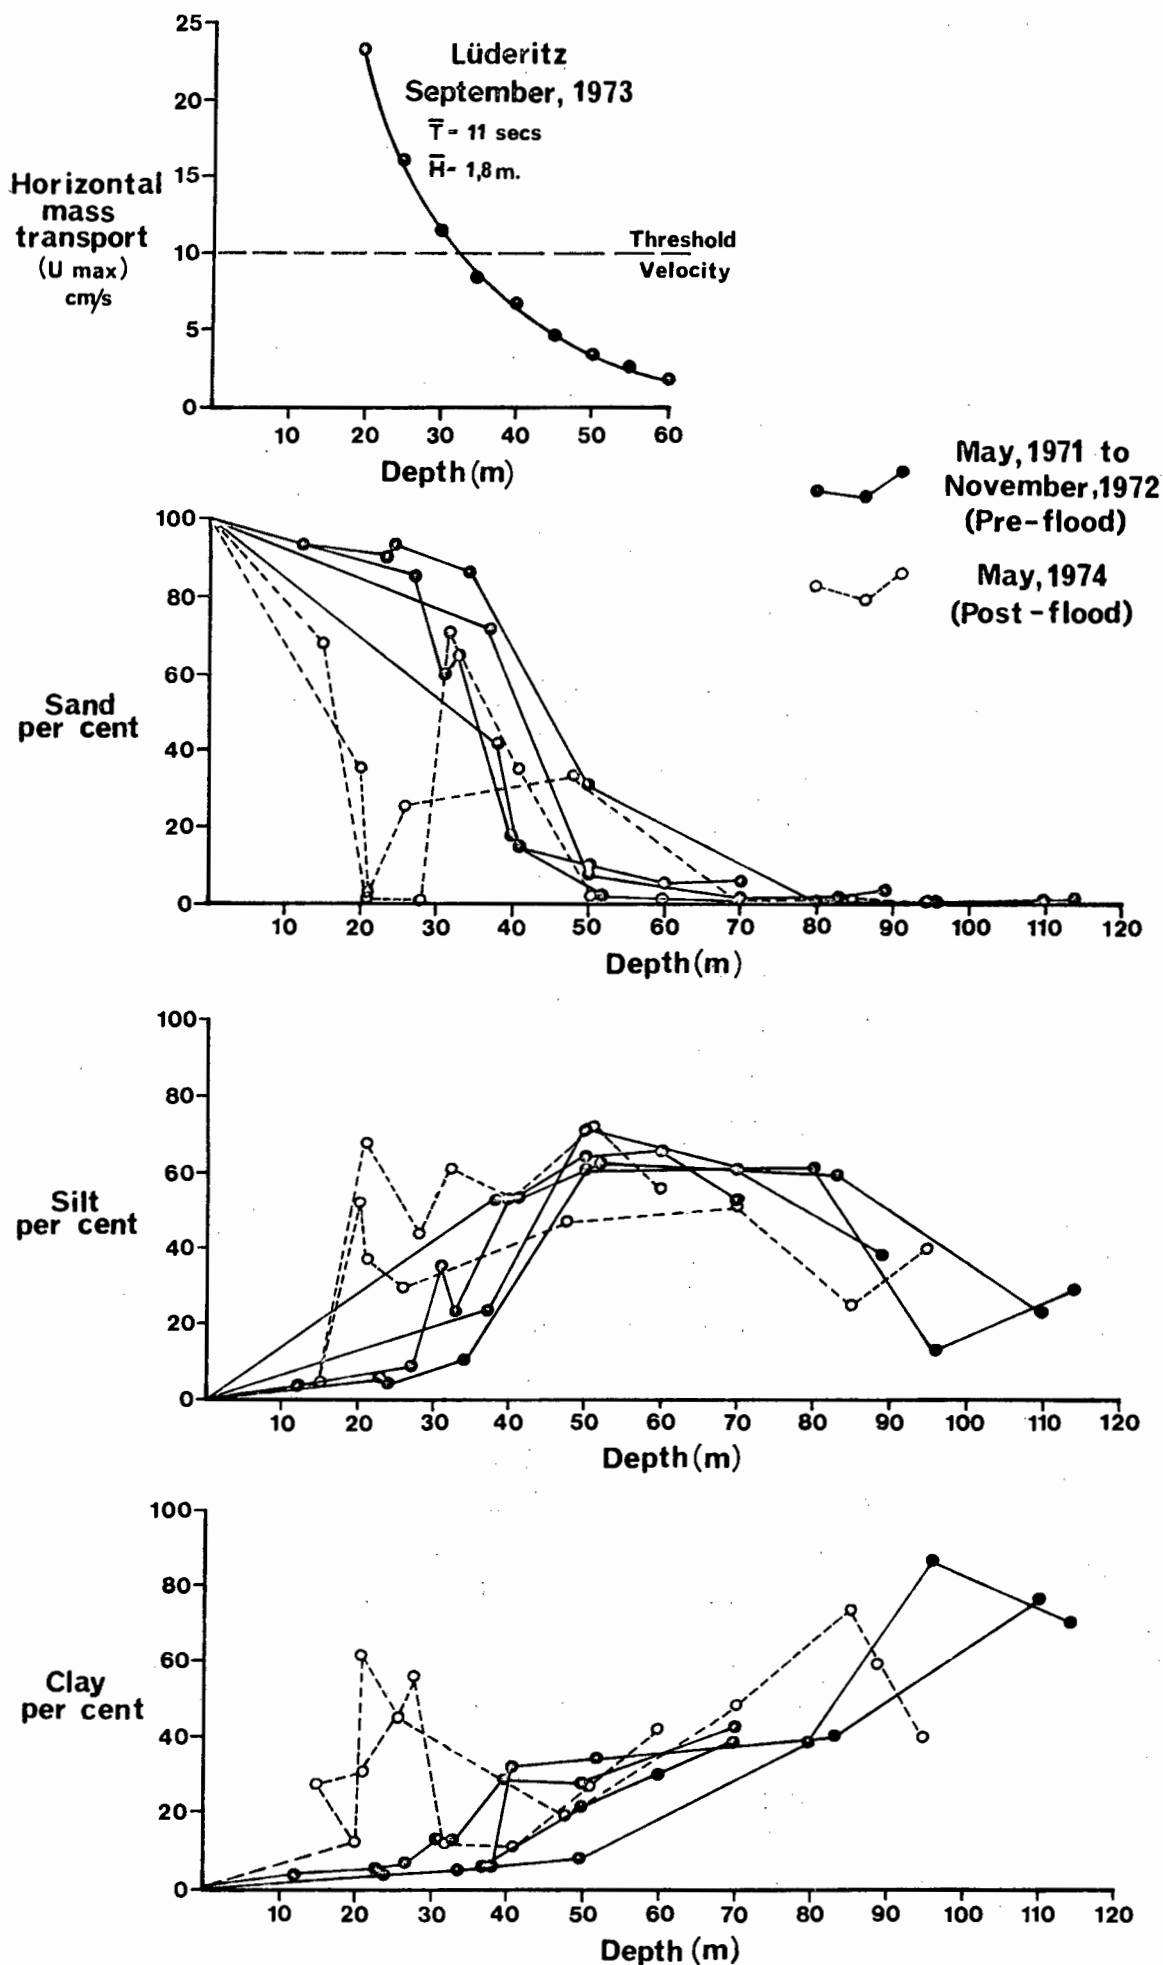 25
20
15
10
5
0
Horizontal
mass
transport
(U max)
cm/s
Lüderitz
September, 1973
T̅ - 11 secs
H̅ - 1,8 m.
Threshold
Velocity
10 20 30 40 50 60
Depth (m)
May, 1971 to
November, 1972
(Pre-flood)
May, 1974
(Post-flood)
100
80
60
40
20
0
Sand
per cent
10 20 30 40 50 60 70 80 90 100 110 120
Depth (m)
100
80
60
40
20
0
Silt
per cent
10 20 30 40 50 60 70 80 90 100 110 120
Depth (m)
100
80
60
40
20
0
Clay
per cent
10 20 30 40 50 60 70 80 90 100 110 120
Depth (m)